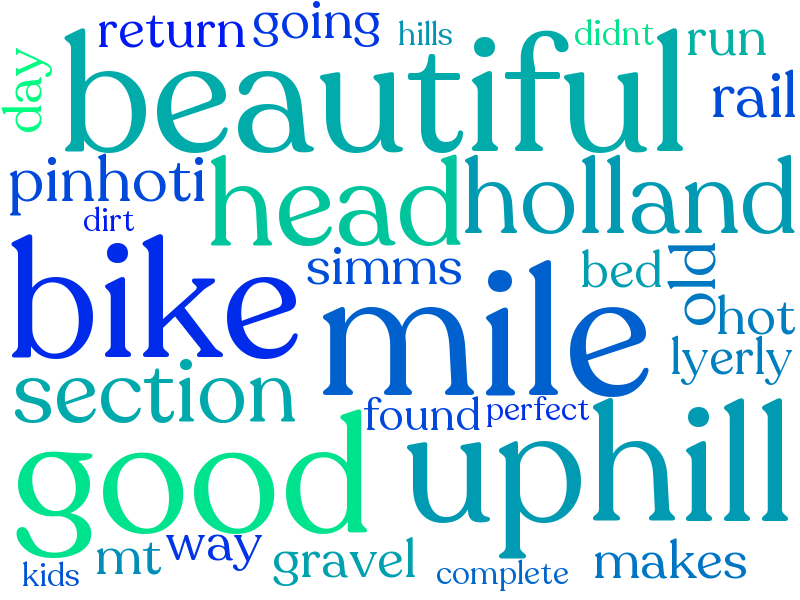 return going hills didnt run
day beautiful rail
pinhoti head holland
dirt
bike simms bed old
mile hot
section lyerly
found perfect
good uphill
kids mt way gravel complete makes